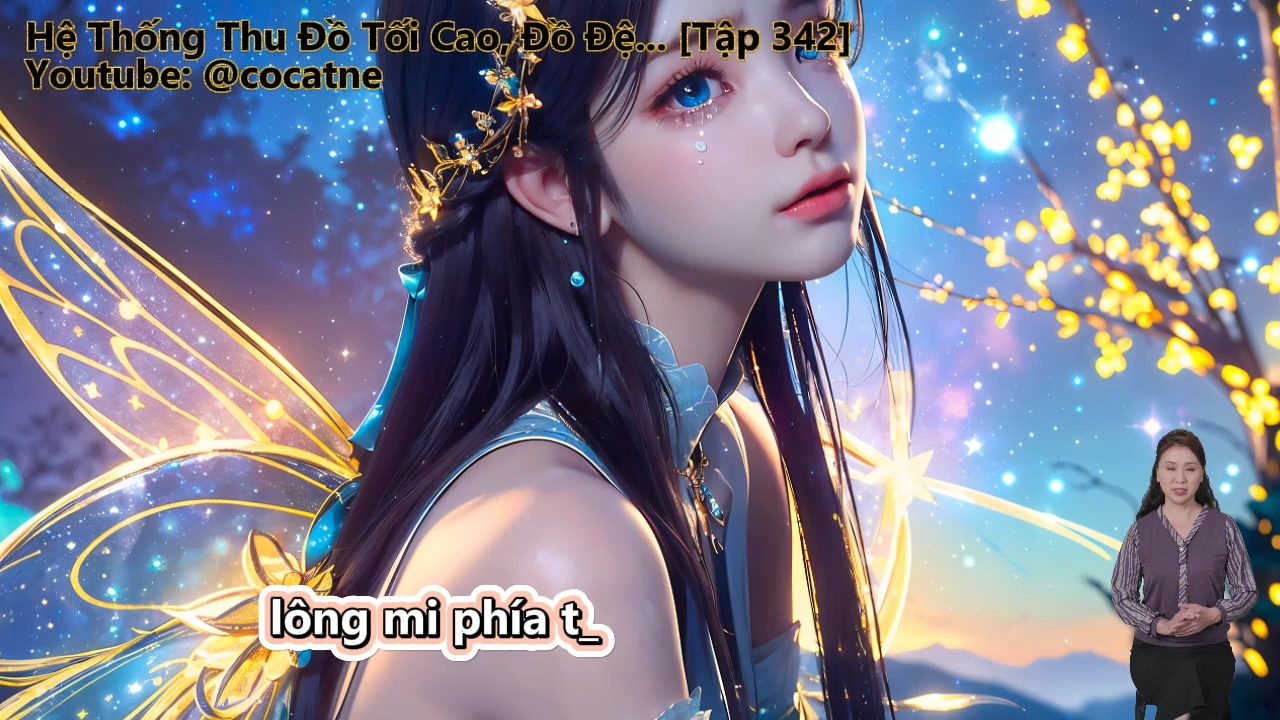 Hệ Thống Thu Đồ Tối Cao, Đồ Đệ... [Tập 342]
Youtube: @cocatne
lông mi phía t_